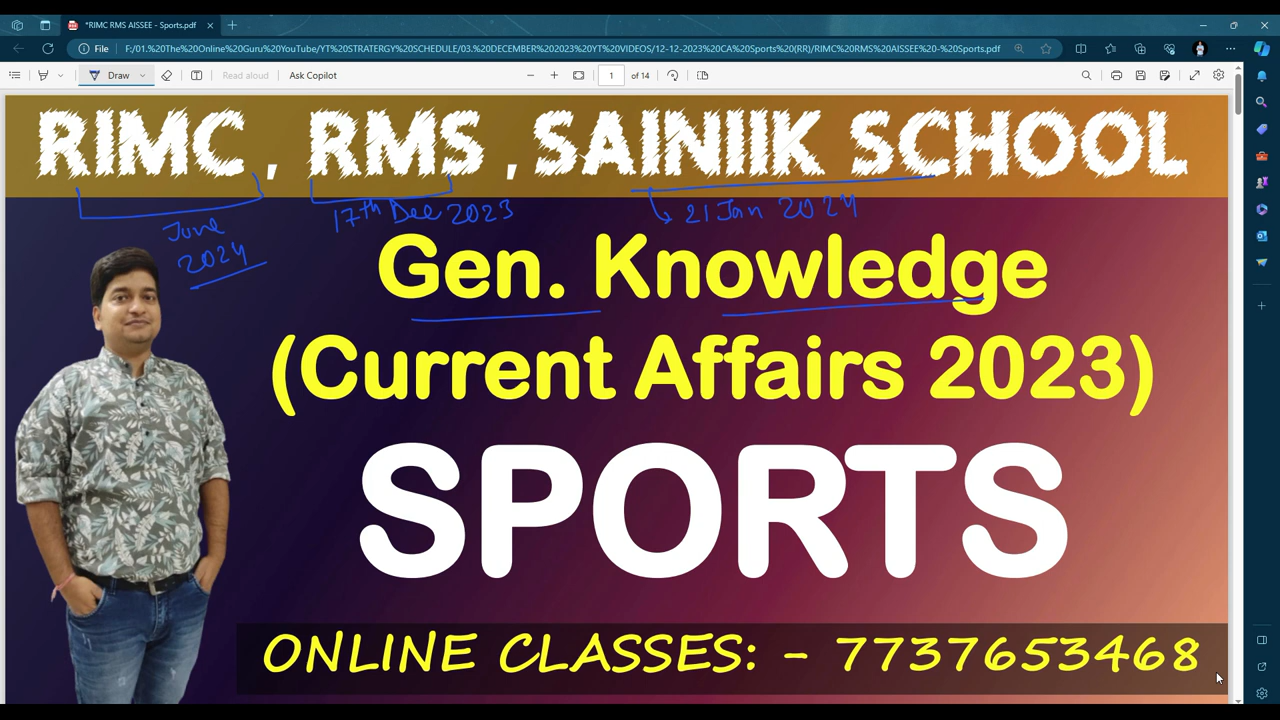 *RIMC RMS AISSEE - Sports.pdf
File
F:/01.%20The%20Online%20Guru%20YouTube/YT%20STRATERGY%20SCHEDULE/03.%20DECEMBER%202023%20YT%20VIDEOS/12-12-2023%20CA%20Sports%20(RR)/RIMC%20RMS%20AISSEE%20-%20Sports.pdf
Draw
Read aloud
Ask Copilot
1 of 14
RIMC, RMS, SAINIIK SCHOOL
June
2024
17th Dec 2023
21 Jan 2024
Gen. Knowledge
(Current Affairs 2023)
SPORTS
ONLINE CLASSES: - 7737653468